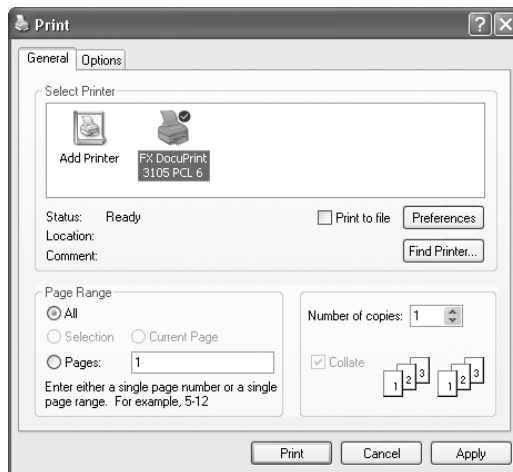 Print
General Options
Select Printer
Add Printer
FX DocuPrint
3105 PCL 6
Status: Ready
Location:
Comment:
Print to file
Preferences
Find Printer...
Page Range
All
Selection
Current Page
Pages: 1
Enter either a single page number or a single
page range. For example, 5-12
Number of copies: 1
Collate
1 2 3 1 2 3
Print Cancel Apply